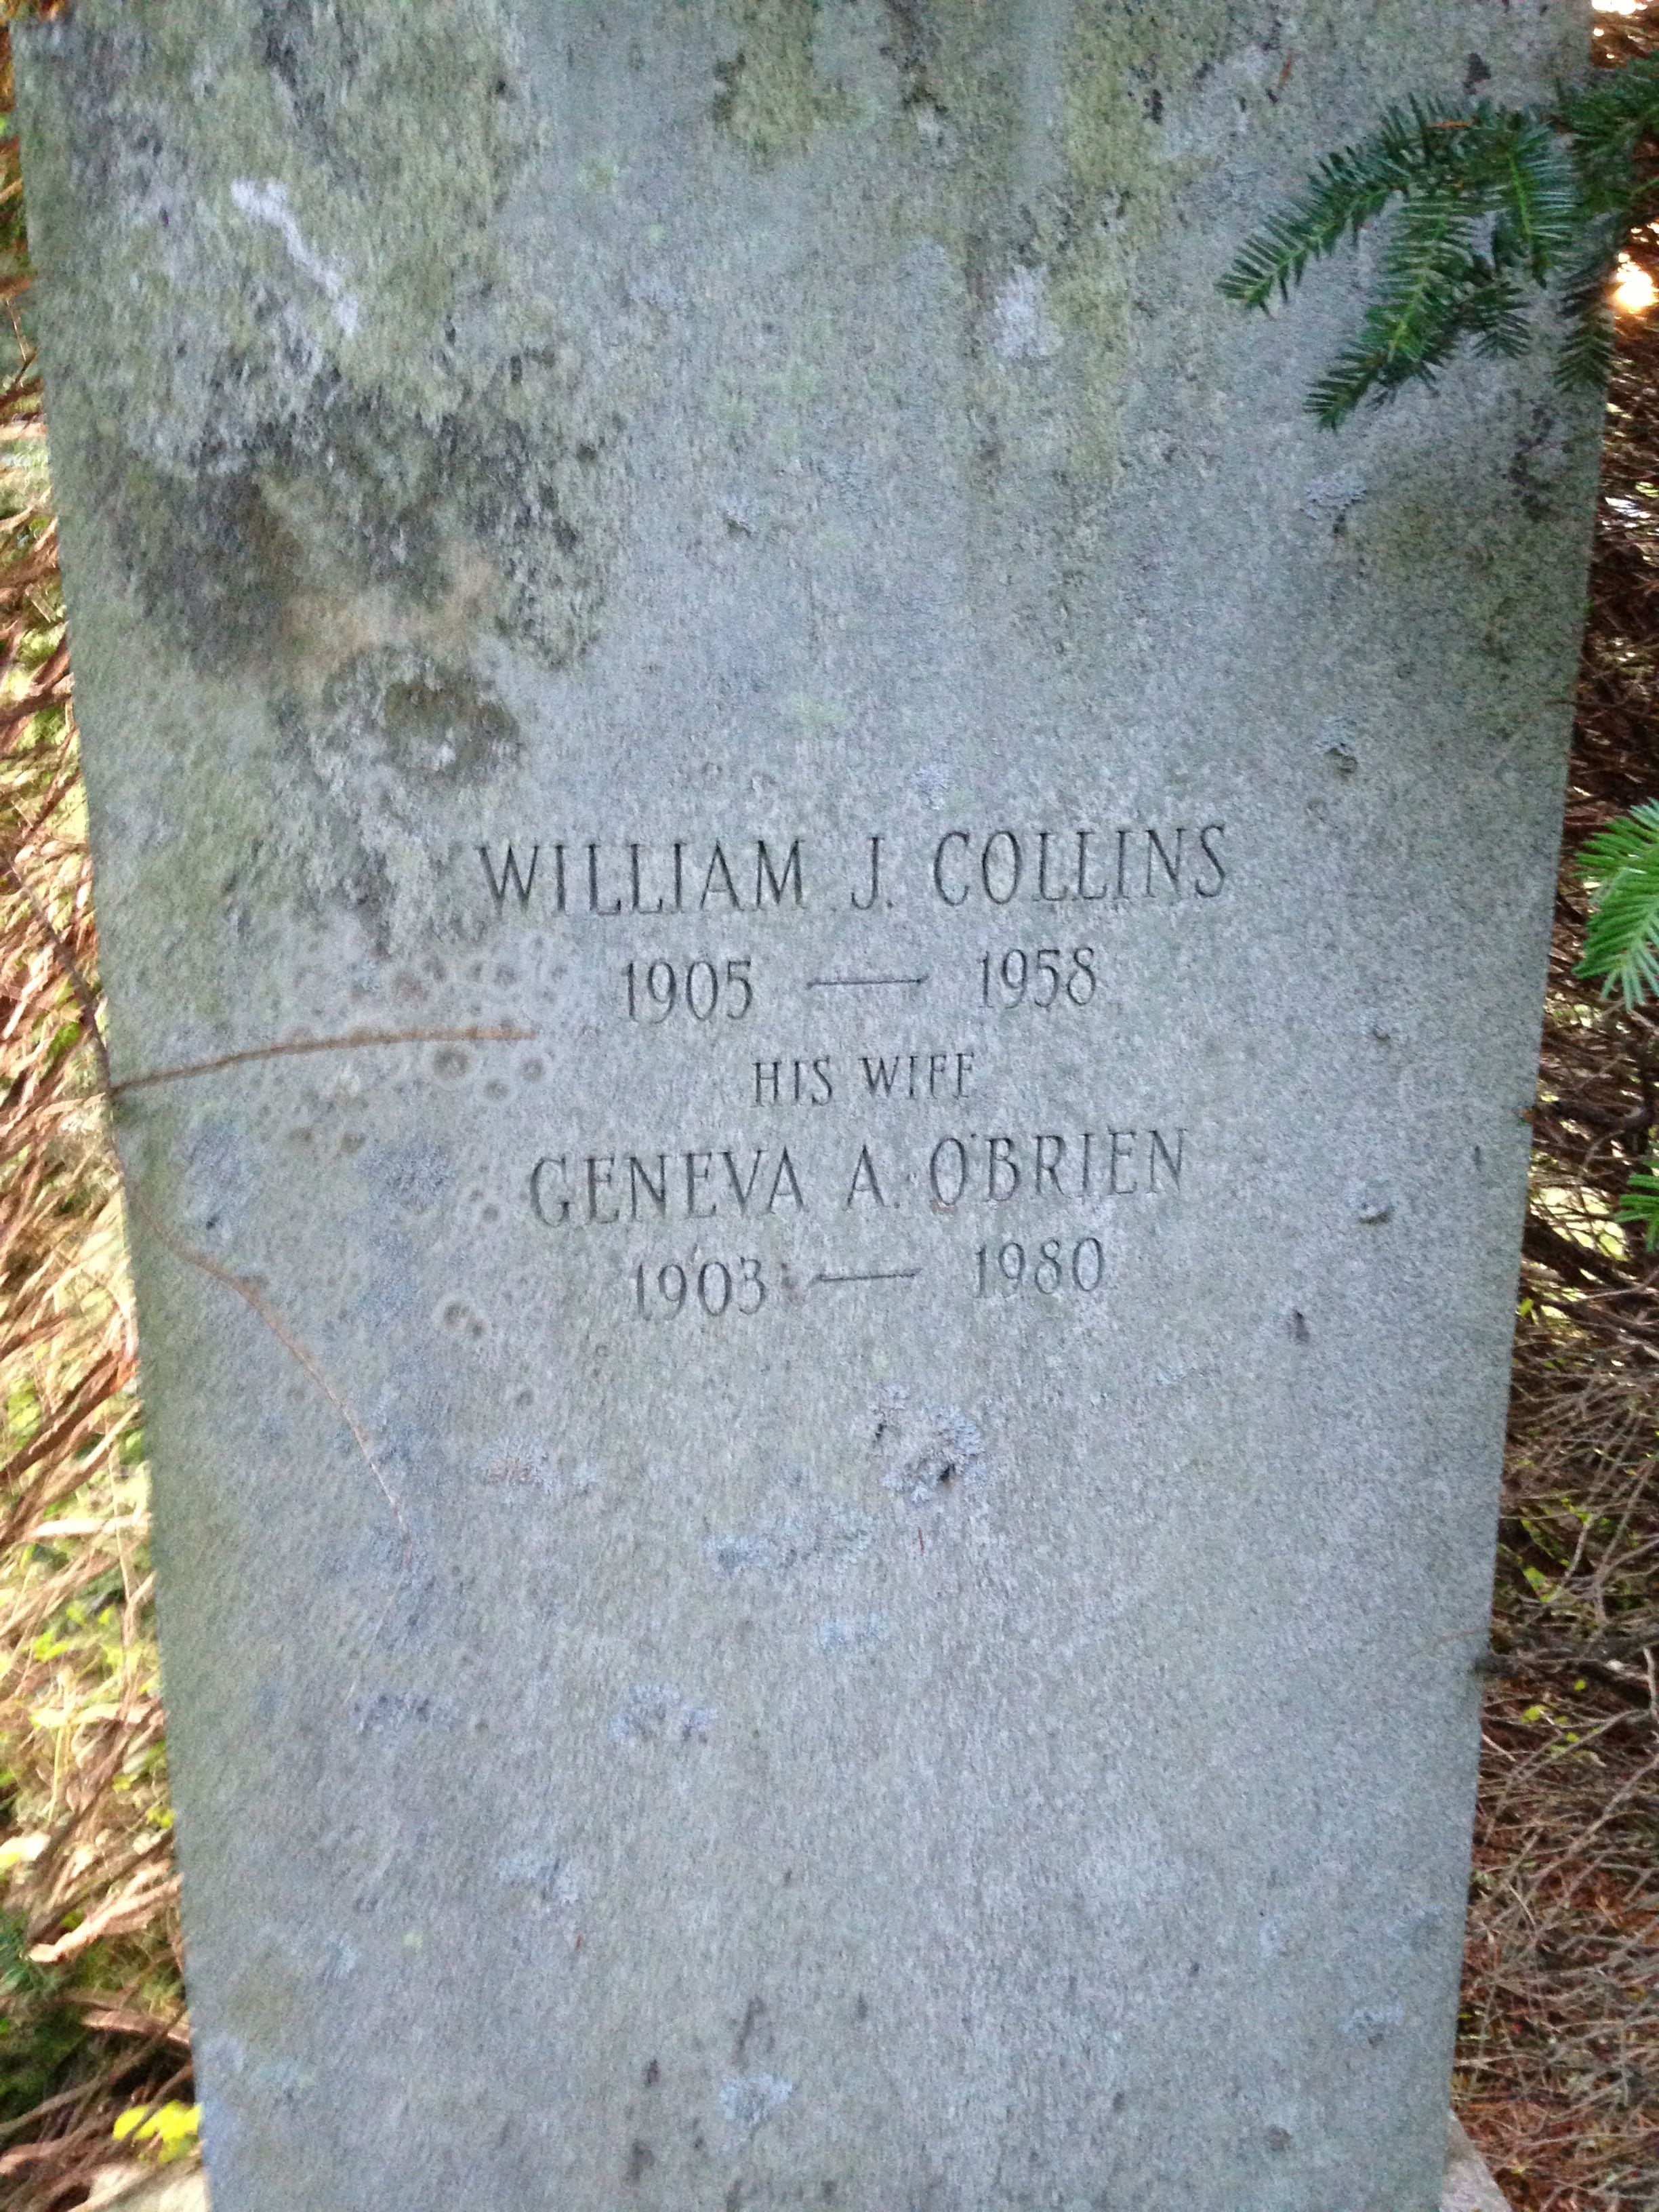 WILLIAM J. COLLINS
1905 — 1958
HIS WIFE
GENEVA A. O'BRIEN
1903 — 1980